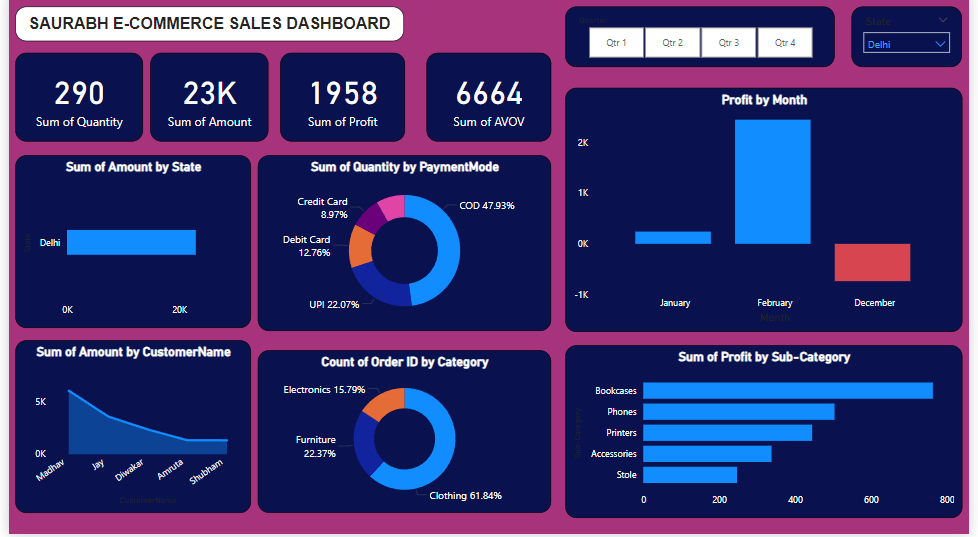 SAURABH E-COMMERCE SALES DASHBOARD
Quarter
Qtr 1
Qtr 2
Qtr 3
Qtr 4
State
Delhi
290
Sum of Quantity
23K
Sum of Amount
1958
Sum of Profit
6664
Sum of AVOV
Profit by Month
2K
1K
0K
-1K
January
February
December
Month
Sum of Amount by State
State
Delhi
0K
20K
Sum of Quantity by PaymentMode
Credit Card
8.97%
Debit Card
12.76%
UPI 22.07%
COD 47.93%
Sum of Amount by CustomerName
5K
0K
Madhav
Jay
Diwakar
Amruta
Shubham
CustomerName
Count of Order ID by Category
Electronics 15.79%
Furniture
22.37%
Clothing 61.84%
Sum of Profit by Sub-Category
Sub-Category
Bookcases
Phones
Printers
Accessories
Stole
0
200
400
600
800